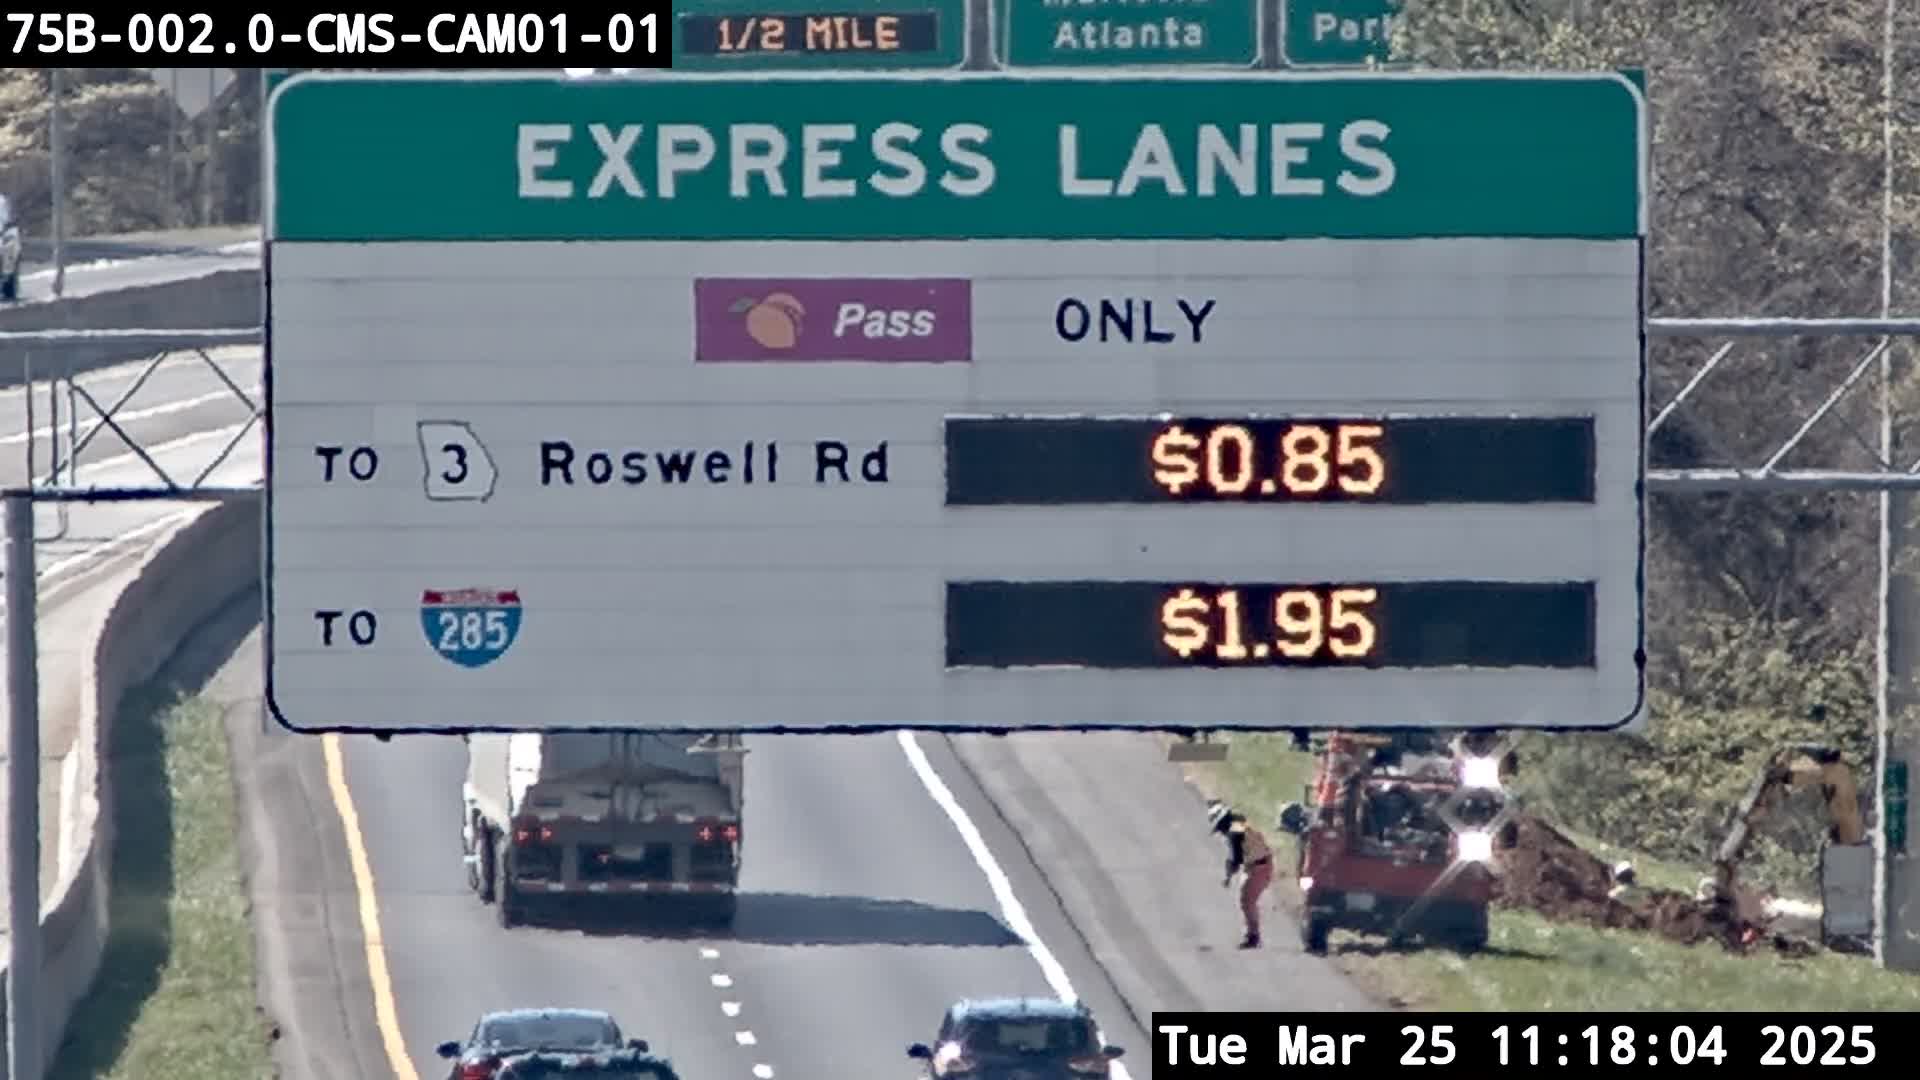 75B-002.0-CMS-CAM01-01
1/2 MILE
Atlanta
Park
EXPRESS LANES
Pass ONLY
TO 3 Roswell Rd $0.85
TO 285 $1.95
Tue Mar 25 11:18:04 2025